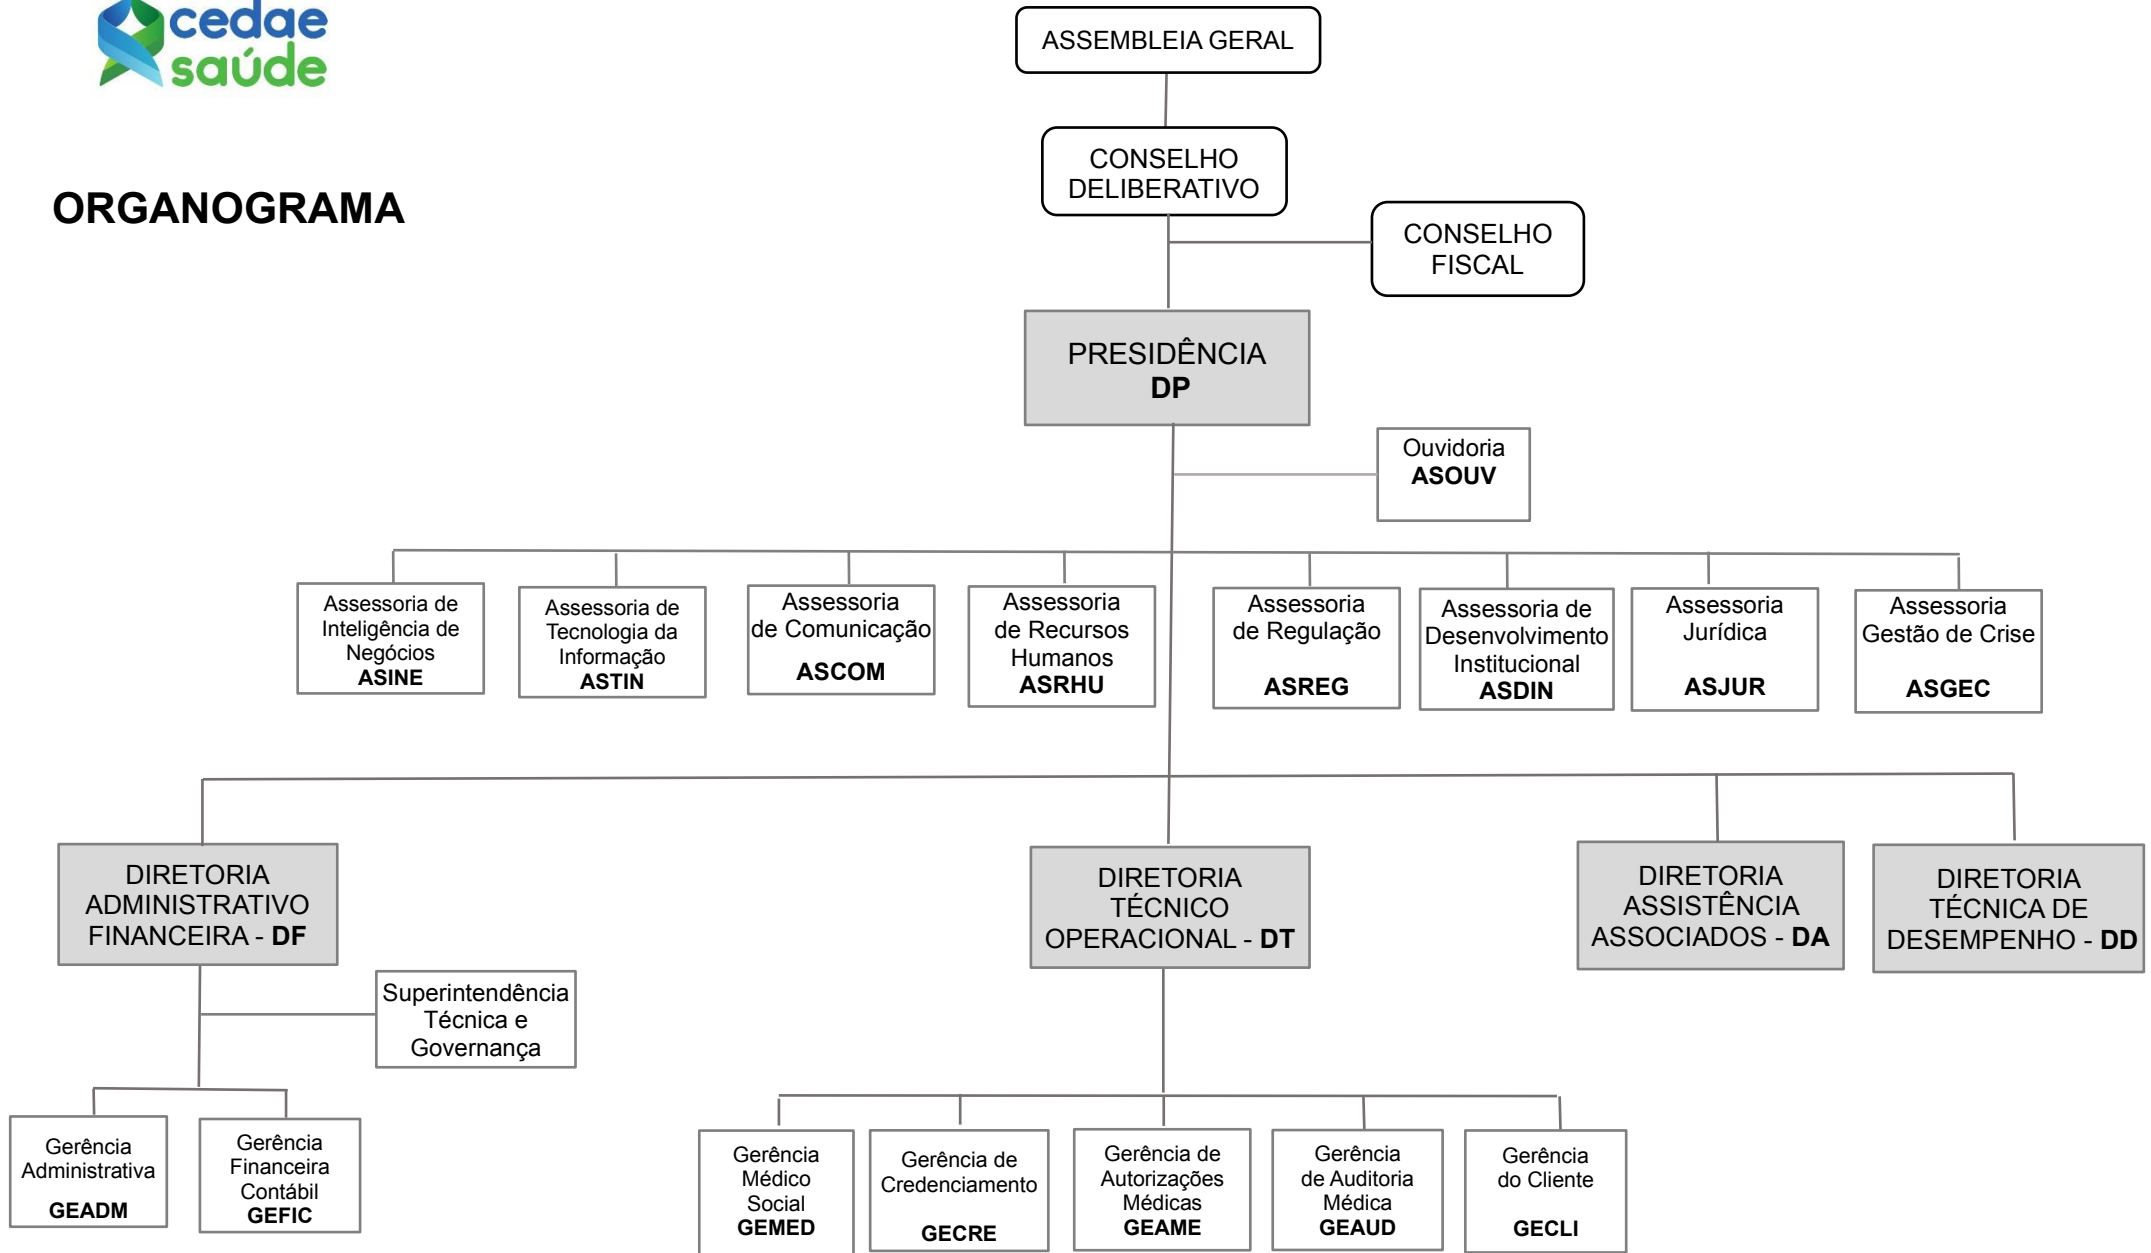 cedae
saúde
ORGANOGRAMA
ASSEMBLEIA GERAL
CONSELHO
DELIBERATIVO
CONSELHO
FISCAL
PRESIDÊNCIA
DP
Ouvidoria
ASOUV
Assessoria de
Inteligência de
Negócios
ASINE
Assessoria de
Tecnologia da
Informação
ASTIN
Assessoria
de Comunicação
ASCOM
Assessoria
de Recursos
Humanos
ASRHU
Assessoria
de Regulação
ASREG
Assessoria de
Desenvolvimento
Institucional
ASDIN
Assessoria
Jurídica
ASJUR
Assessoria
Gestão de Crise
ASGEC
DIRETORIA
ADMINISTRATIVO
FINANCEIRA - DF
DIRETORIA
TÉCNICO
OPERACIONAL - DT
DIRETORIA
ASSISTÊNCIA
ASSOCIADOS - DA
DIRETORIA
TÉCNICA DE
DESEMPENHO - DD
Superintendência
Técnica e
Governança
Gerência
Administrativa
GEADM
Gerência
Financeira
Contábil
GEFIC
Gerência
Médico
Social
GEMED
Gerência de
Credenciamento
GECRE
Gerência de
Autorizações
Médicas
GEAME
Gerência
de Auditoria
Médica
GEAUD
Gerência
do Cliente
GECLI